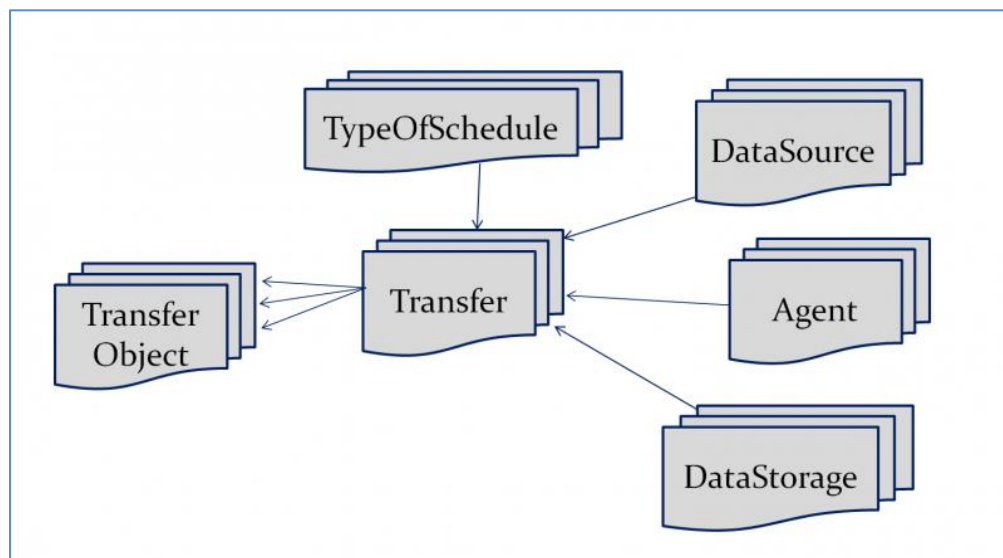 TypeOfSchedule
DataSource
Transfer
Agent
Transfer
Object
DataStorage